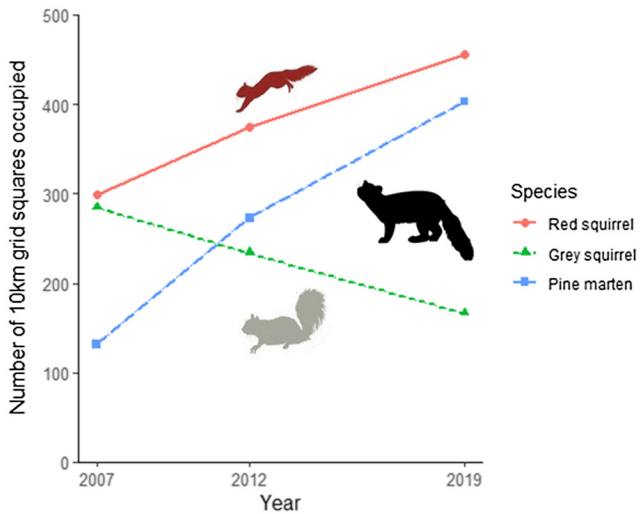 500
400
300
200
100
0
Number of 10km grid squares occupied
2007
2012
2019
Year
Species
Red squirrel
Grey squirrel
Pine marten